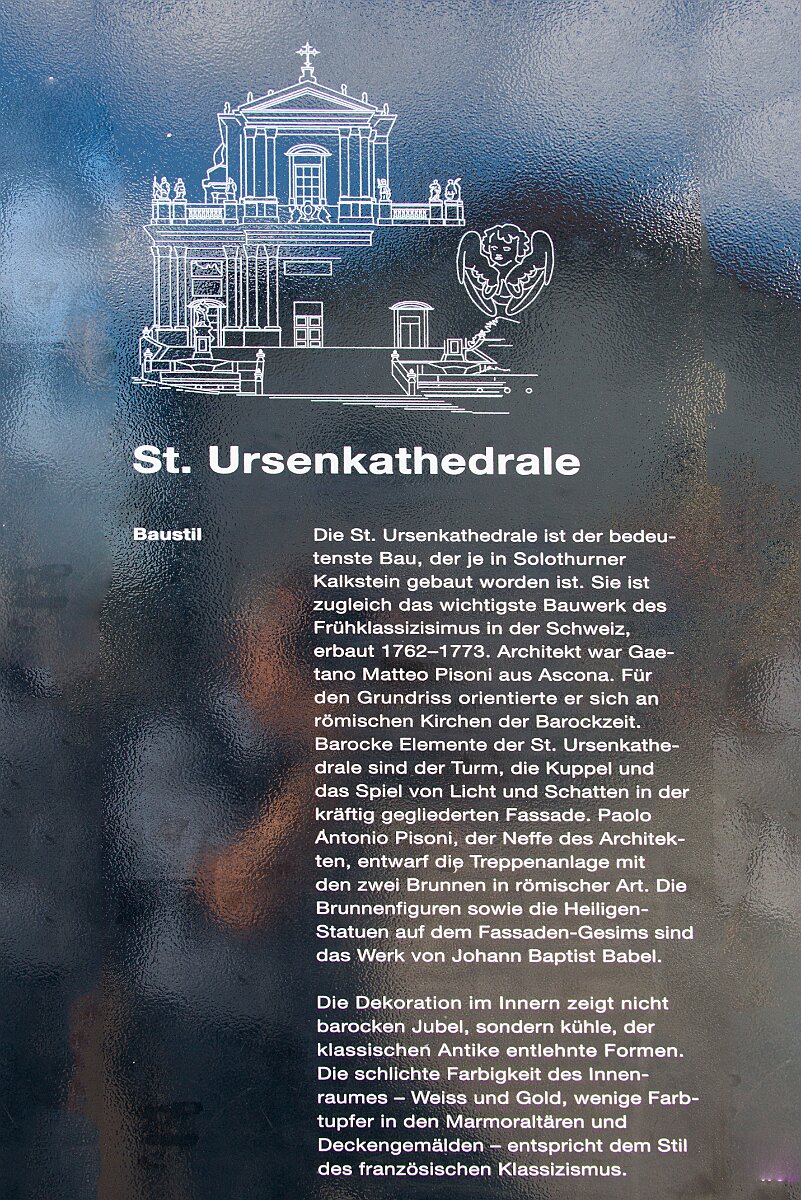 St. Ursenkathedrale
Baustil
Die St. Ursenkathedrale ist der bedeu-
tenste Bau, der je in Solothurner
Kalkstein gebaut worden ist. Sie ist
zugleich das wichtigste Bauwerk des
Frühklassizisimus in der Schweiz,
erbaut 1762–1773. Architekt war Gae-
tano Matteo Pisoni aus Ascona. Für
den Grundriss orientierte er sich an
römischen Kirchen der Barockzeit.
Barocke Elemente der St. Ursenkathe-
drale sind der Turm, die Kuppel und
das Spiel von Licht und Schatten in der
kräftig gegliederten Fassade. Paolo
Antonio Pisoni, der Neffe des Architek-
ten, entwarf die Treppenanlage mit
den zwei Brunnen in römischer Art. Die
Brunnenfiguren sowie die Heiligen-
Statuen auf dem Fassaden-Gesims sind
das Werk von Johann Baptist Babel.
Die Dekoration im Innern zeigt nicht
barocken Jubel, sondern kühle, der
klassischen Antike entlehnte Formen.
Die schlichte Farbigkeit des Innen-
raumes – Weiss und Gold, wenige Farb-
tupfer in den Marmoraltären und
Deckengemälden – entspricht dem Stil
des französischen Klassizismus.